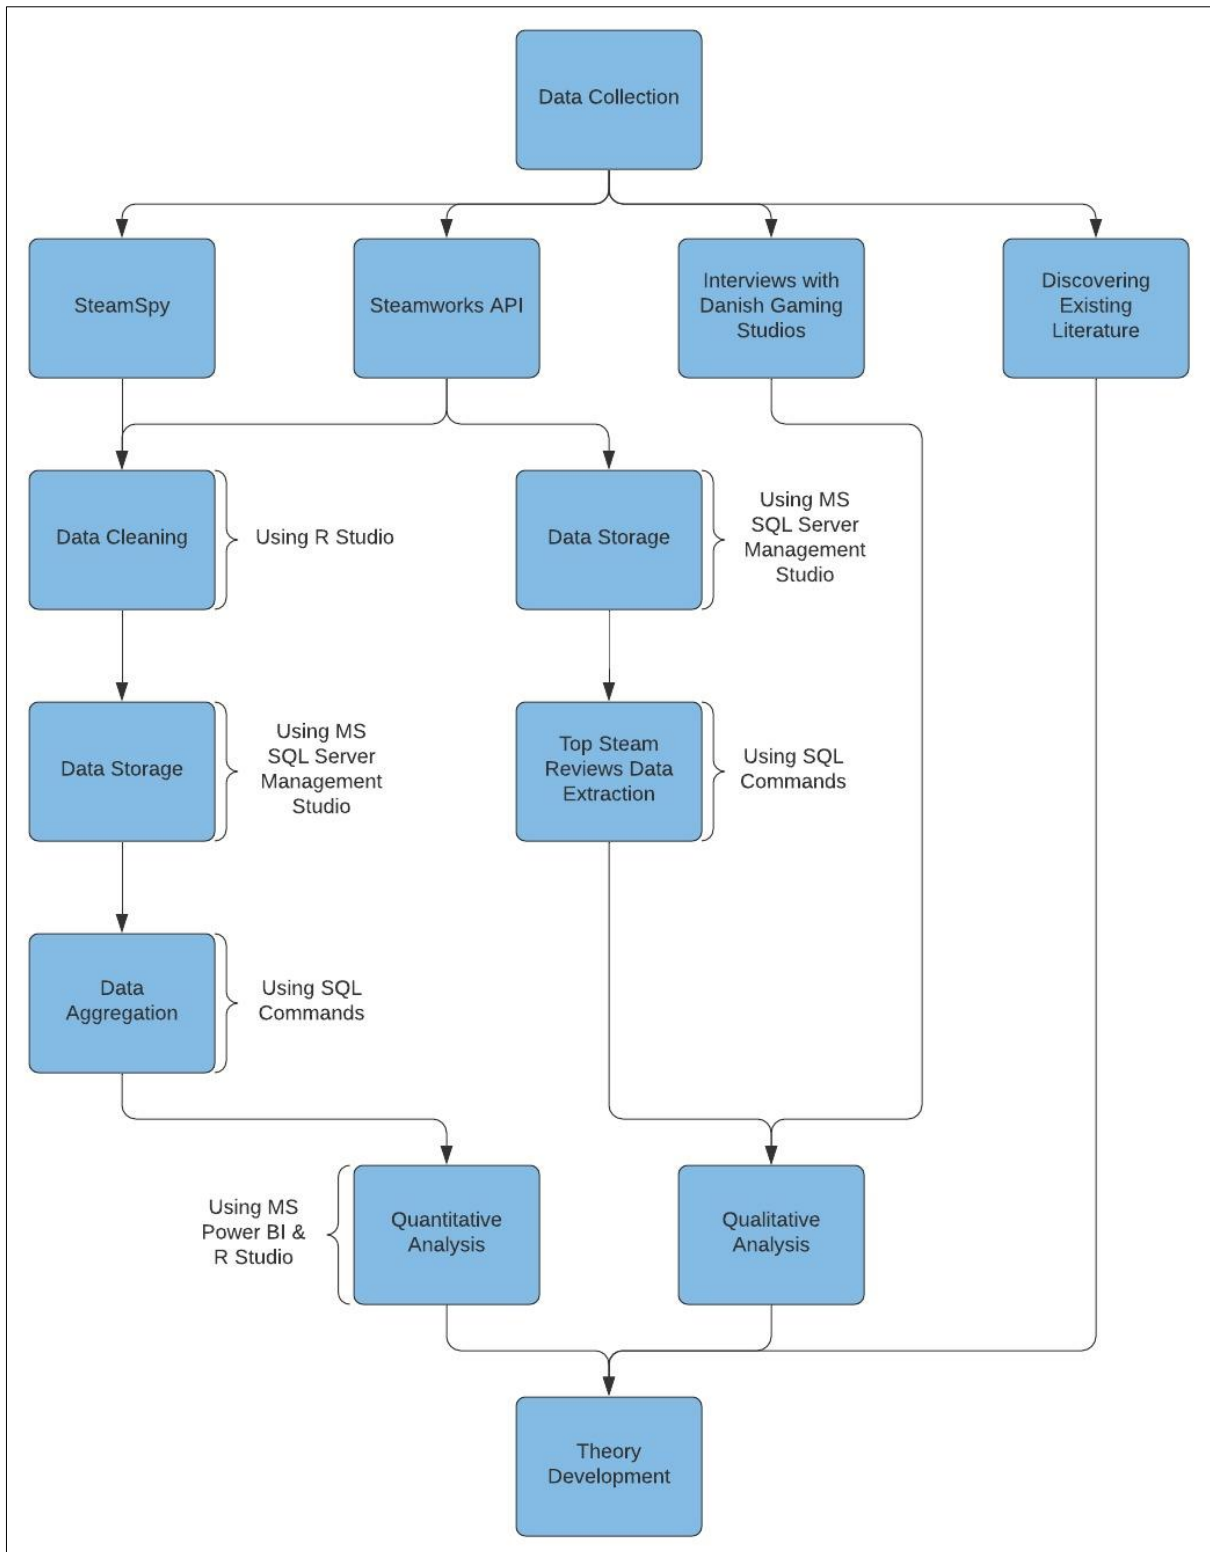 Data Collection
SteamSpy
Steamworks API
Interviews with
Danish Gaming
Studios
Discovering
Existing
Literature
Data Cleaning
Using R Studio
Data Storage
Using MS
SQL Server
Management
Studio
Data Storage
Using MS
SQL Server
Management
Studio
Top Steam
Reviews Data
Extraction
Using SQL
Commands
Data
Aggregation
Using SQL
Commands
Using MS
Power BI &
R Studio
Quantitative
Analysis
Qualitative
Analysis
Theory
Development